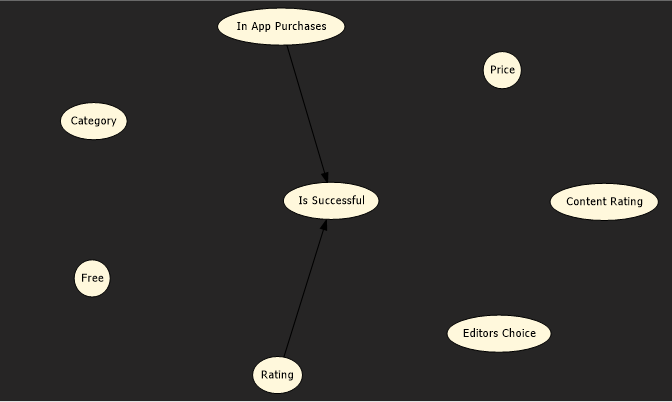 In App Purchases
Price
Category
Is Successful
Content Rating
Free
Editors Choice
Rating